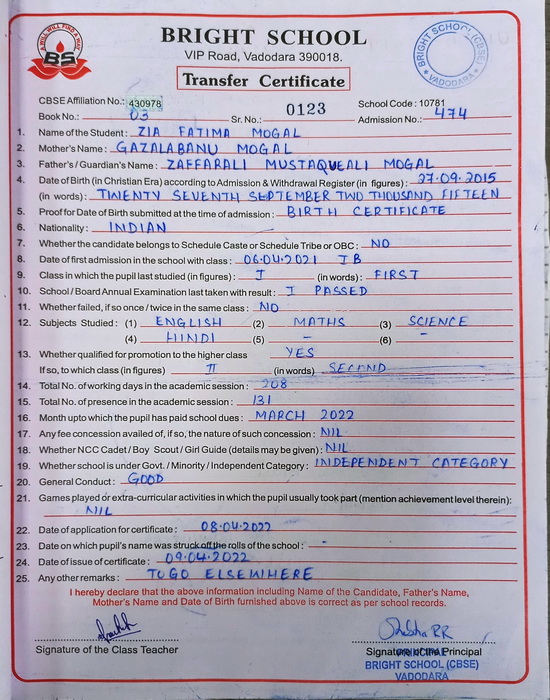 A BULL WILL FIND A WAY
BS
BRIGHT SCHOOL
VIP Road, Vadodara 390018.
BRIGHT SCHOOL (CBSE) VADODARA
Transfer Certificate
CBSE Affiliation No.: 430978
School Code : 10781
Book No.: 03 Sr. No.: 0123 Admission No.: 474
1. Name of the Student : ZIA FATIMA MOGAL
2. Mother's Name : GAZALABANU MOGAL
3. Father's / Guardian's Name : ZAFFARALI MUSTAQUEALI MOGAL
4. Date of Birth (in Christian Era) according to Admission & Withdrawal Register (in figures) : 27.09.2015
(in words) : TWENTY SEVENTH SEPTEMBER TWO THOUSAND FIFTEEN
5. Proof for Date of Birth submitted at the time of admission : BIRTH CERTIFICATE
6. Nationality : INDIAN
7. Whether the candidate belongs to Schedule Caste or Schedule Tribe or OBC : NO
8. Date of first admission in the school with class : 06.04.2021 I B
9. Class in which the pupil last studied (in figures) : I (in words) : FIRST
10. School / Board Annual Examination last taken with result : I PASSED
11. Whether failed, if so once / twice in the same class : NO
12. Subjects Studied : (1) ENGLISH (2) MATHS (3) SCIENCE
(4) HINDI (5) – (6) –
13. Whether qualified for promotion to the higher class YES
If so, to which class (in figures) II (in words) SECOND
14. Total No. of working days in the academic session : 208
15. Total No. of presence in the academic session : 131
16. Month upto which the pupil has paid school dues : MARCH 2022
17. Any fee concession availed of, if so, the nature of such concession : NIL
18. Whether NCC Cadet / Boy Scout / Girl Guide (details may be given) : NIL
19. Whether school is under Govt. / Minority / Independent Category : INDEPENDENT CATEGORY
20. General Conduct : GOOD
21. Games played or extra-curricular activities in which the pupil usually took part (mention achievement level therein) :
NIL
22. Date of application for certificate : 08.04.2022
23. Date on which pupil's name was struck off the rolls of the school : -
24. Date of issue of certificate : 09.04.2022
25. Any other remarks : TO GO ELSEWHERE
I hereby declare that the above information including Name of the Candidate, Father's Name,
Mother's Name and Date of Birth furnished above is correct as per school records.
Signature of the Class Teacher
Signature of the Principal
PRINCIPAL
BRIGHT SCHOOL (CBSE)
VADODARA